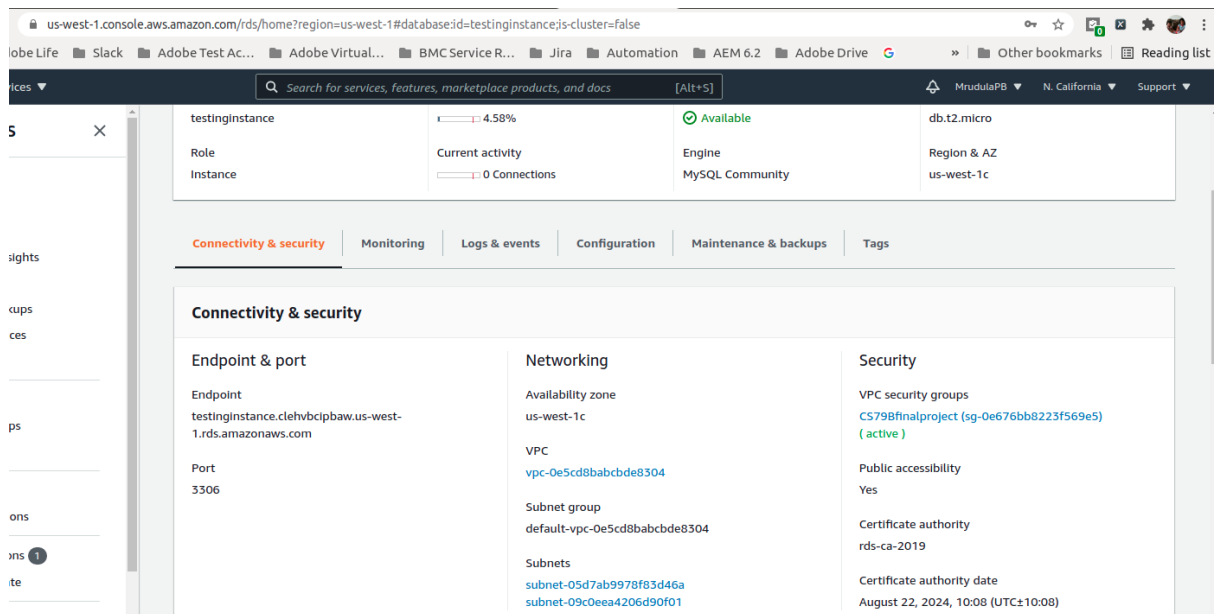 us-west-1.console.aws.amazon.com/rds/home?region=us-west-1#database:id=testinginstance;is-cluster=false
obe Life Slack Adobe Test Ac... Adobe Virtual... BMC Service R... Jira Automation AEM 6.2 Adobe Drive G » Other bookmarks Reading list
ices ▼ Search for services, features, marketplace products, and docs [Alt+S] MrudulaPB ▼ N. California ▼ Support ▼
S
sights
kups
ces
ps
ons
ons 1
te
testinginstance 4.58% Available db.t2.micro
Role Current activity Engine Region & AZ
Instance 0 Connections MySQL Community us-west-1c
Connectivity & security Monitoring Logs & events Configuration Maintenance & backups Tags
Connectivity & security
Endpoint & port
Endpoint
testinginstance.clehvbcipbaw.us-west-
1.rds.amazonaws.com
Port
3306
Networking
Availability zone
us-west-1c
VPC
vpc-0e5cd8babcbde8304
Subnet group
default-vpc-0e5cd8babcbde8304
Subnets
subnet-05d7ab9978f83d46a
subnet-09c0eea4206d90f01
Security
VPC security groups
CS79Bfinalproject (sg-0e676bb8223f569e5)
( active )
Public accessibility
Yes
Certificate authority
rds-ca-2019
Certificate authority date
August 22, 2024, 10:08 (UTC±10:08)